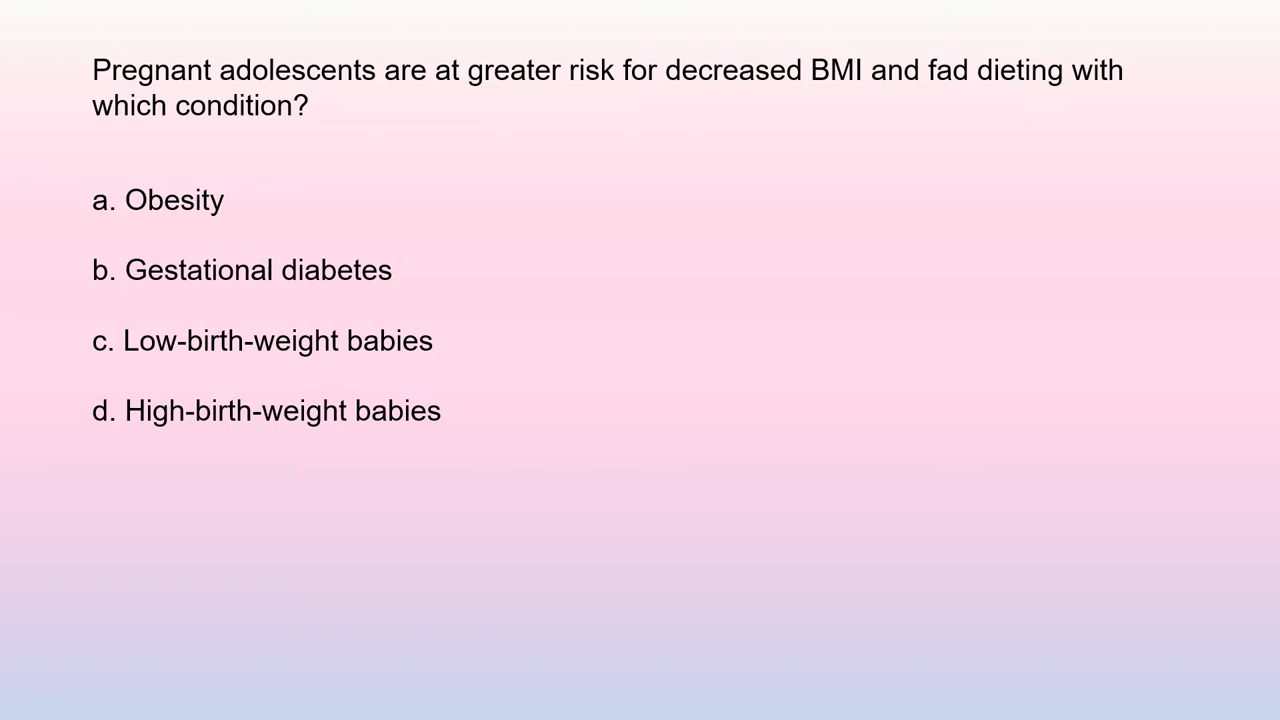 Pregnant adolescents are at greater risk for decreased BMI and fad dieting with
which condition?
a. Obesity
b. Gestational diabetes
c. Low-birth-weight babies
d. High-birth-weight babies